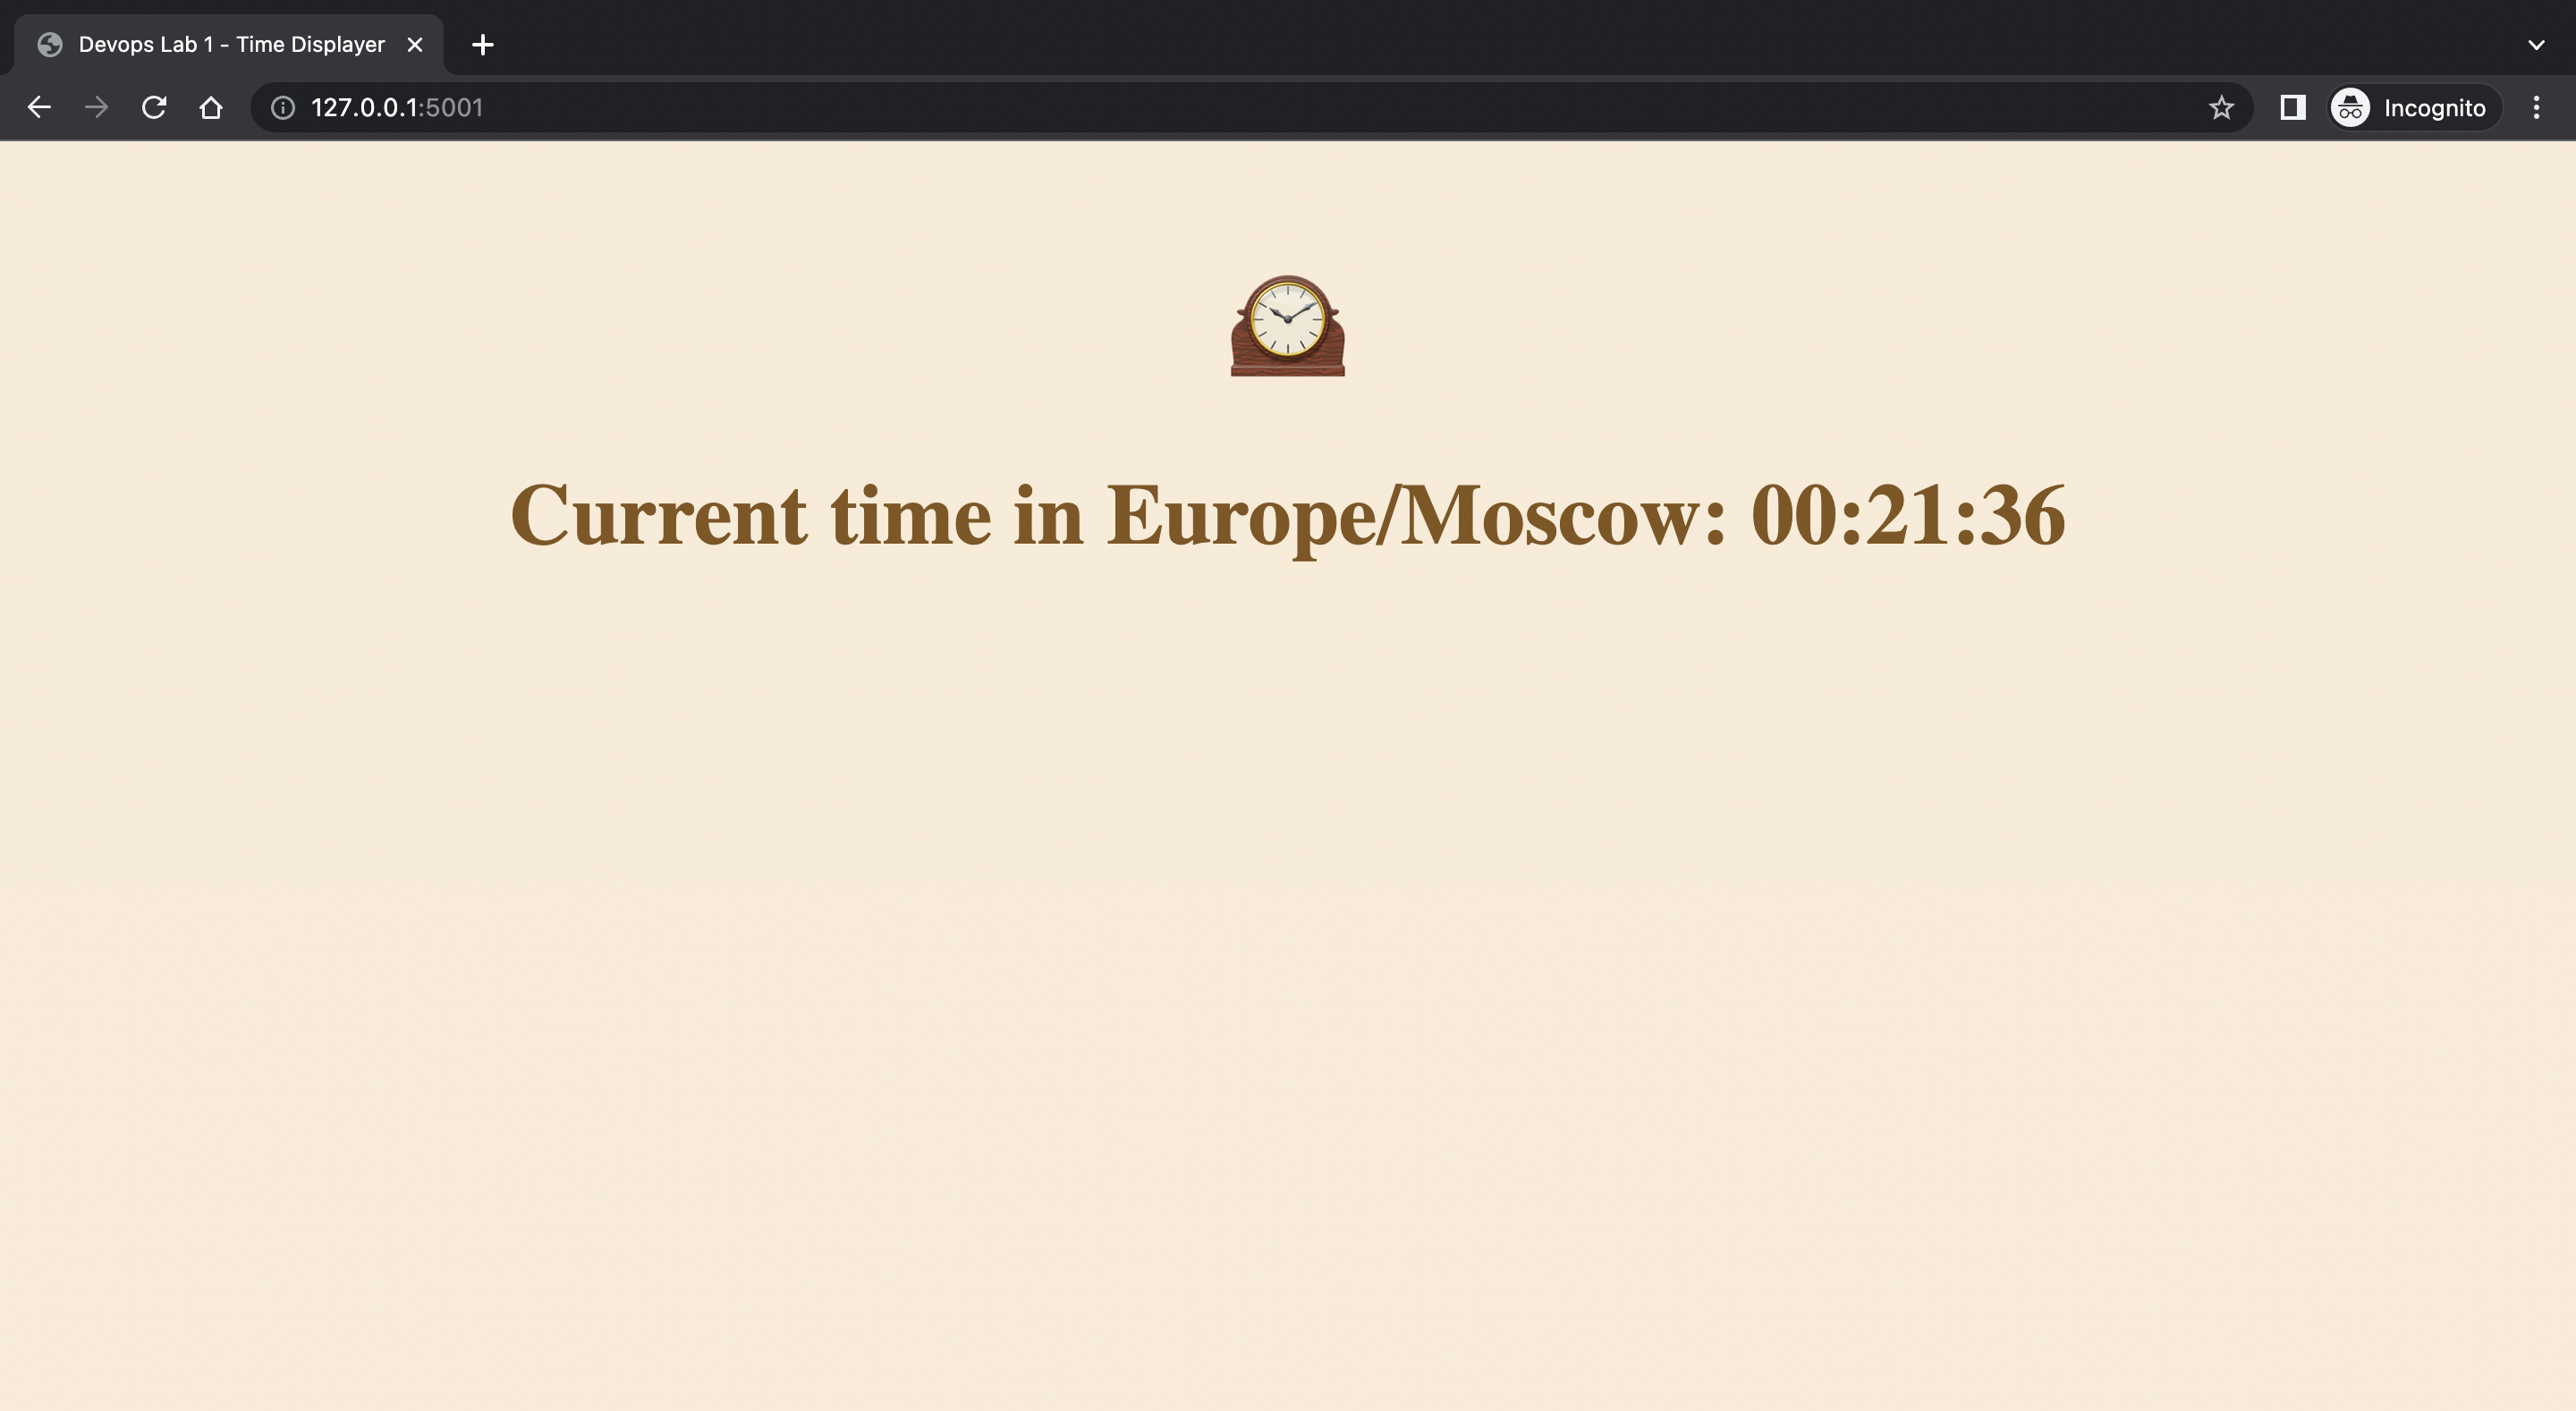 Devops Lab 1 - Time Displayer
127.0.0.1:5001
Incognito
Current time in Europe/Moscow: 00:21:36